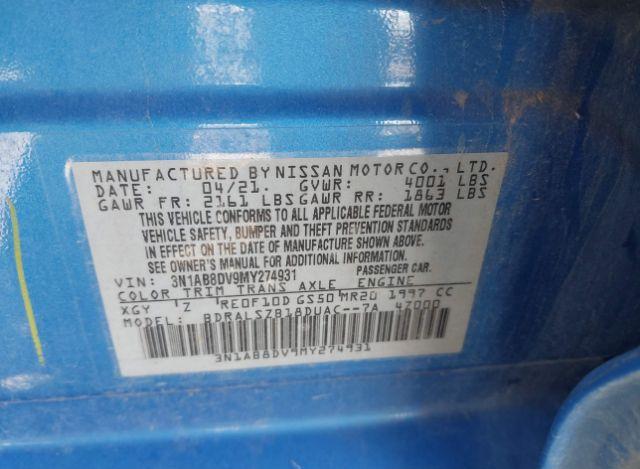 MANUFACTURED BY NISSAN MOTOR CO., LTD.
DATE: 04/21. GVWR: 4001 LBS
GAWR FR: 2161 LBS GAWR RR: 1863 LBS
THIS VEHICLE CONFORMS TO ALL APPLICABLE FEDERAL MOTOR
VEHICLE SAFETY, BUMPER AND THEFT PREVENTION STANDARDS
IN EFFECT ON THE DATE OF MANUFACTURE SHOWN ABOVE.
SEE OWNER'S MANUAL FOR ADDITIONAL INFORMATION.
VIN: 3N1AB8DV9MY274931 PASSENGER CAR.
COLOR TRIM TRANS AXLE ENGINE
XGY Z RE0F10D GS50 MR20 1997 CC
MODEL: BDRALSZB18DUAC--7A 4Z000
3N1AB8DV9MY274931